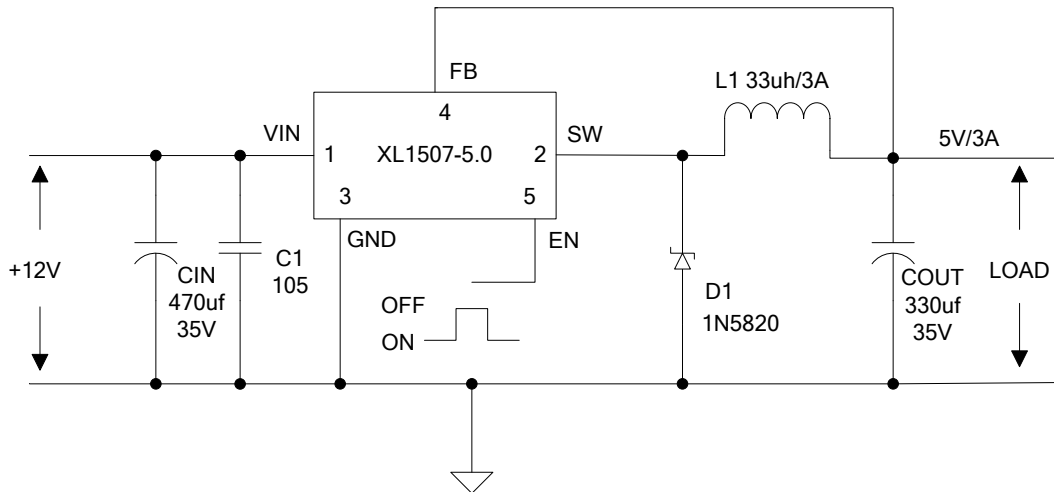 FB
L1 33uh/3A
4
VIN
SW
5V/3A
1
XL1507-5.0
2
3
5
GND
EN
+12V
CIN
470uf
35V
C1
105
OFF
ON
D1
1N5820
COUT
330uf
35V
LOAD